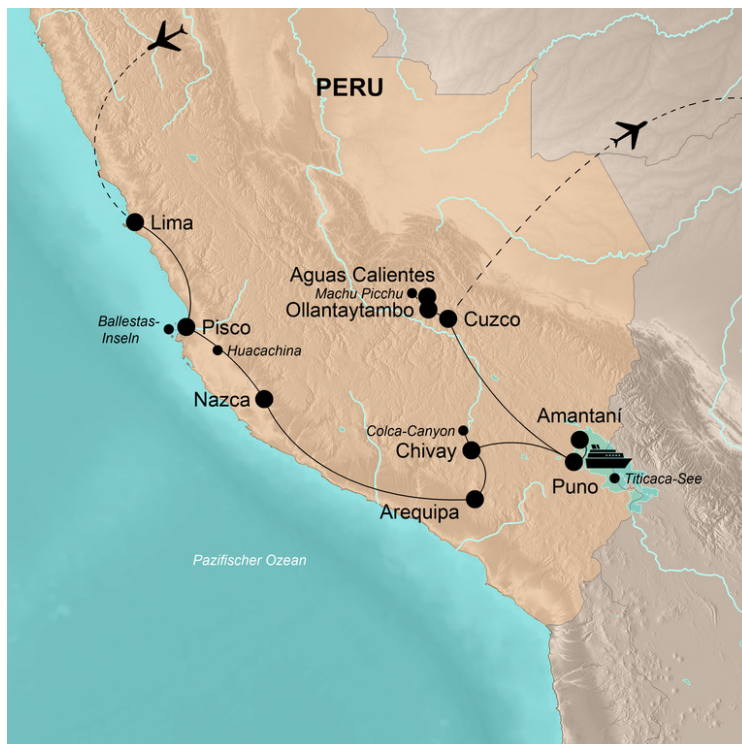 PERU
Lima
Aguas Calientes
Machu Picchu
Ollantaytambo
Cuzco
Ballestas-
Inseln
Pisco
Huacachina
Nazca
Amantaní
Colca-Canyon
Chivay
Puno
Titicaca-See
Arequipa
Pazifischer Ozean